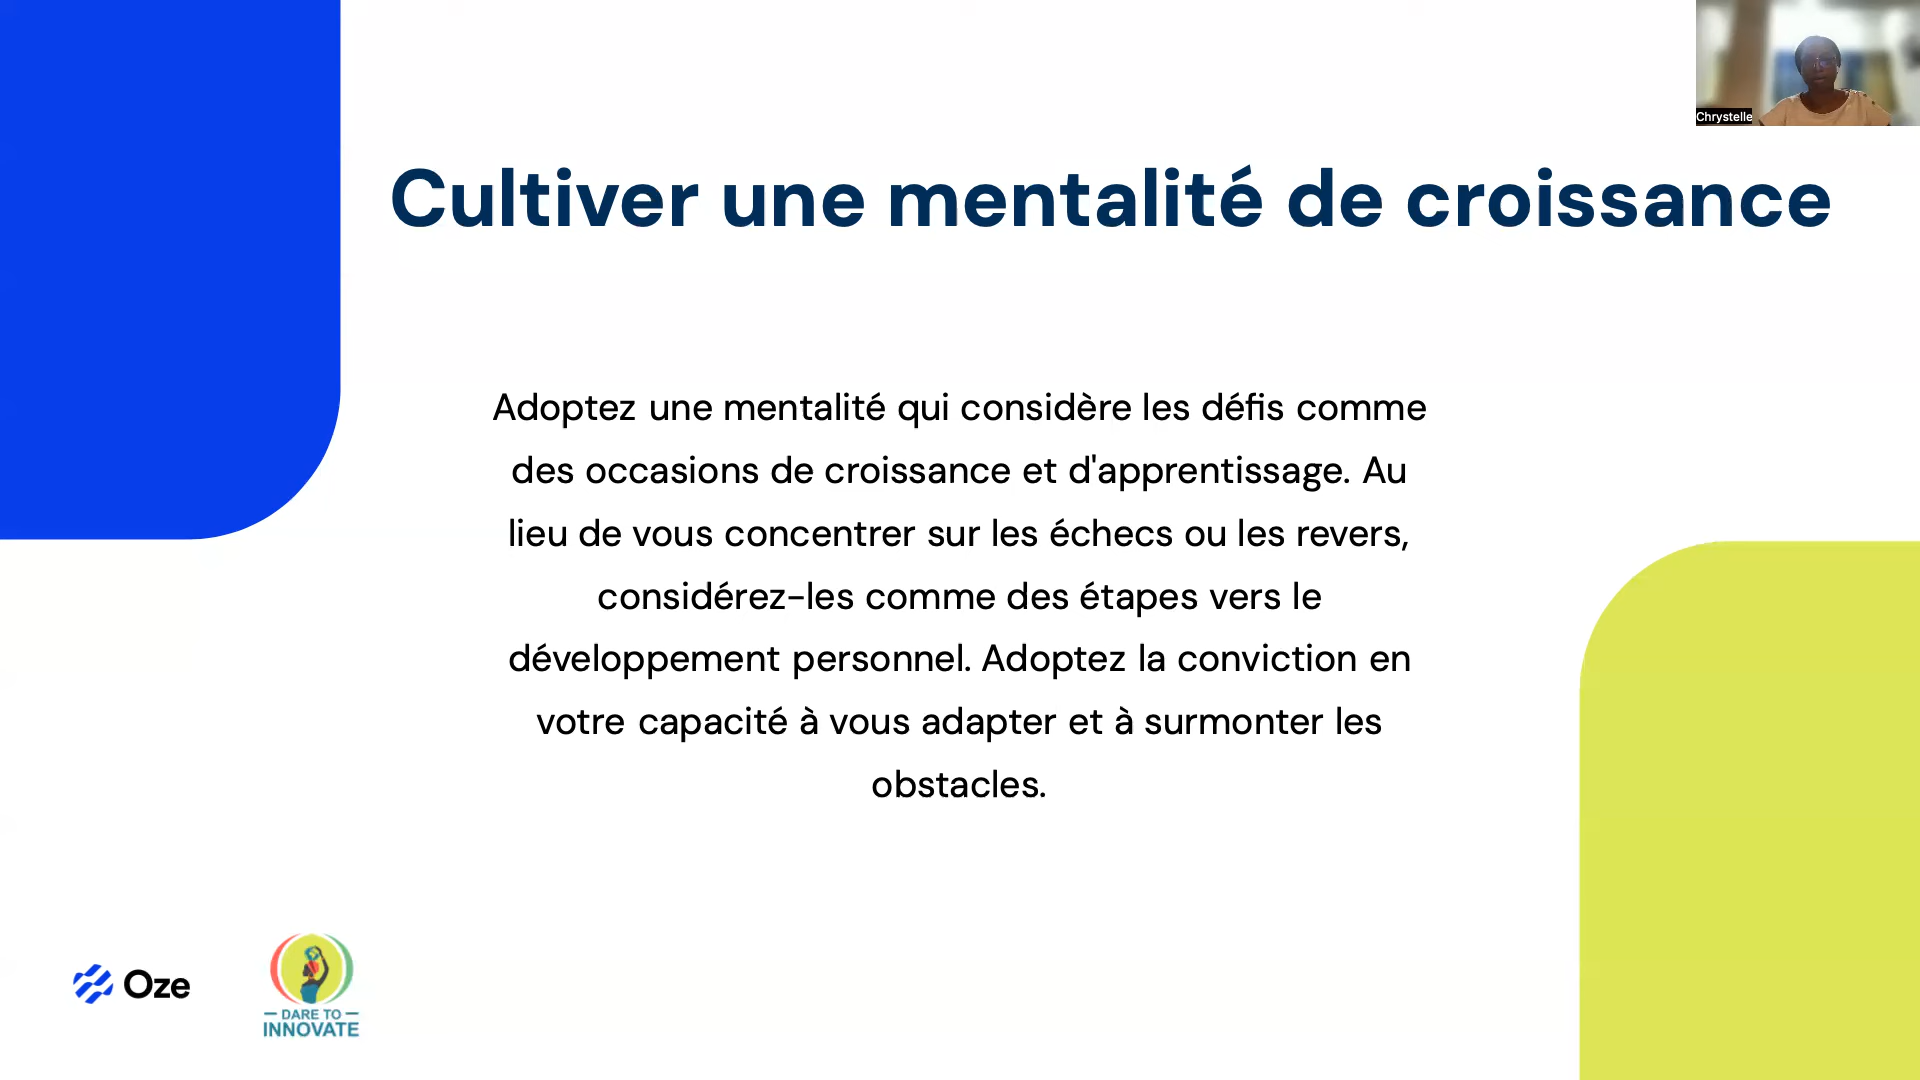 Chrystelle
Cultiver une mentalité de croissance
Adoptez une mentalité qui considère les défis comme
des occasions de croissance et d'apprentissage. Au
lieu de vous concentrer sur les échecs ou les revers,
considérez-les comme des étapes vers le
développement personnel. Adoptez la conviction en
votre capacité à vous adapter et à surmonter les
obstacles.
Oze
DARE TO
INNOVATE